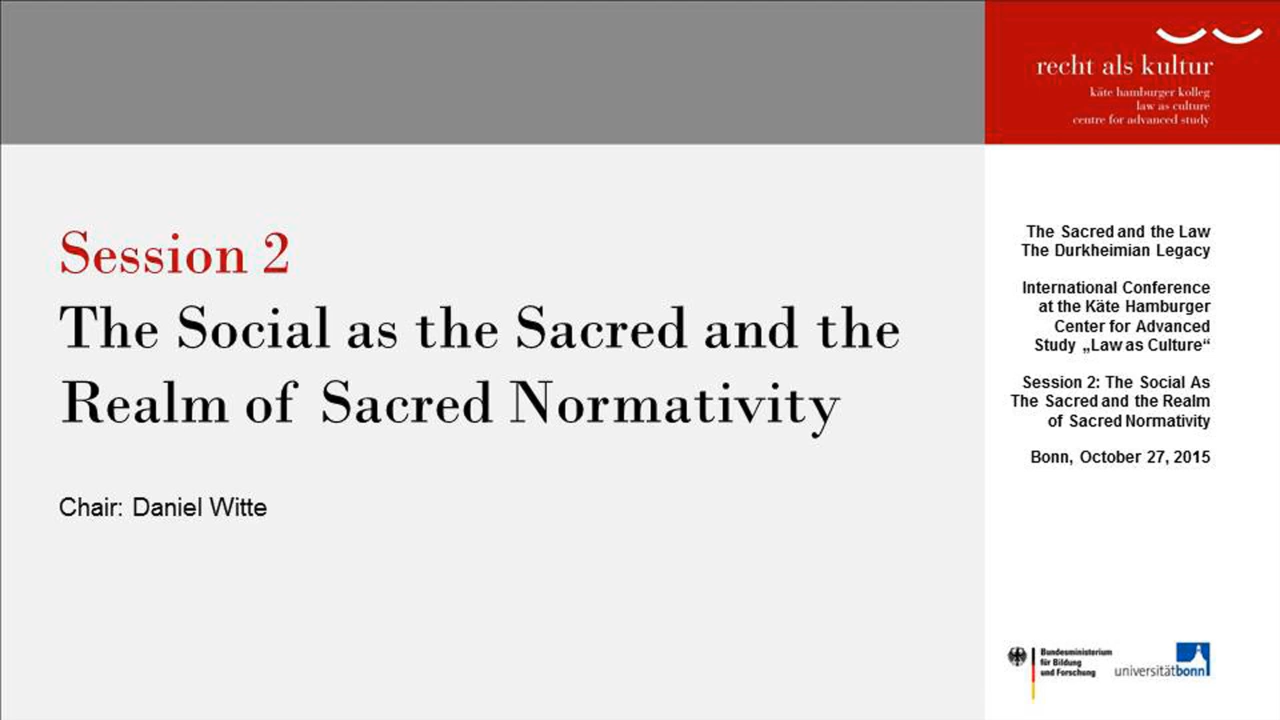 Session 2
The Social as the Sacred and the
Realm of Sacred Normativity
Chair: Daniel Witte
recht als kultur
käte hamburger kolleg
law as culture
centre for advanced study
The Sacred and the Law
The Durkheimian Legacy
International Conference
at the Käte Hamburger
Center for Advanced
Study „Law as Culture“
Session 2: The Social As
The Sacred and the Realm
of Sacred Normativity
Bonn, October 27, 2015
Bundesministerium
für Bildung
und Forschung
universitätbonn